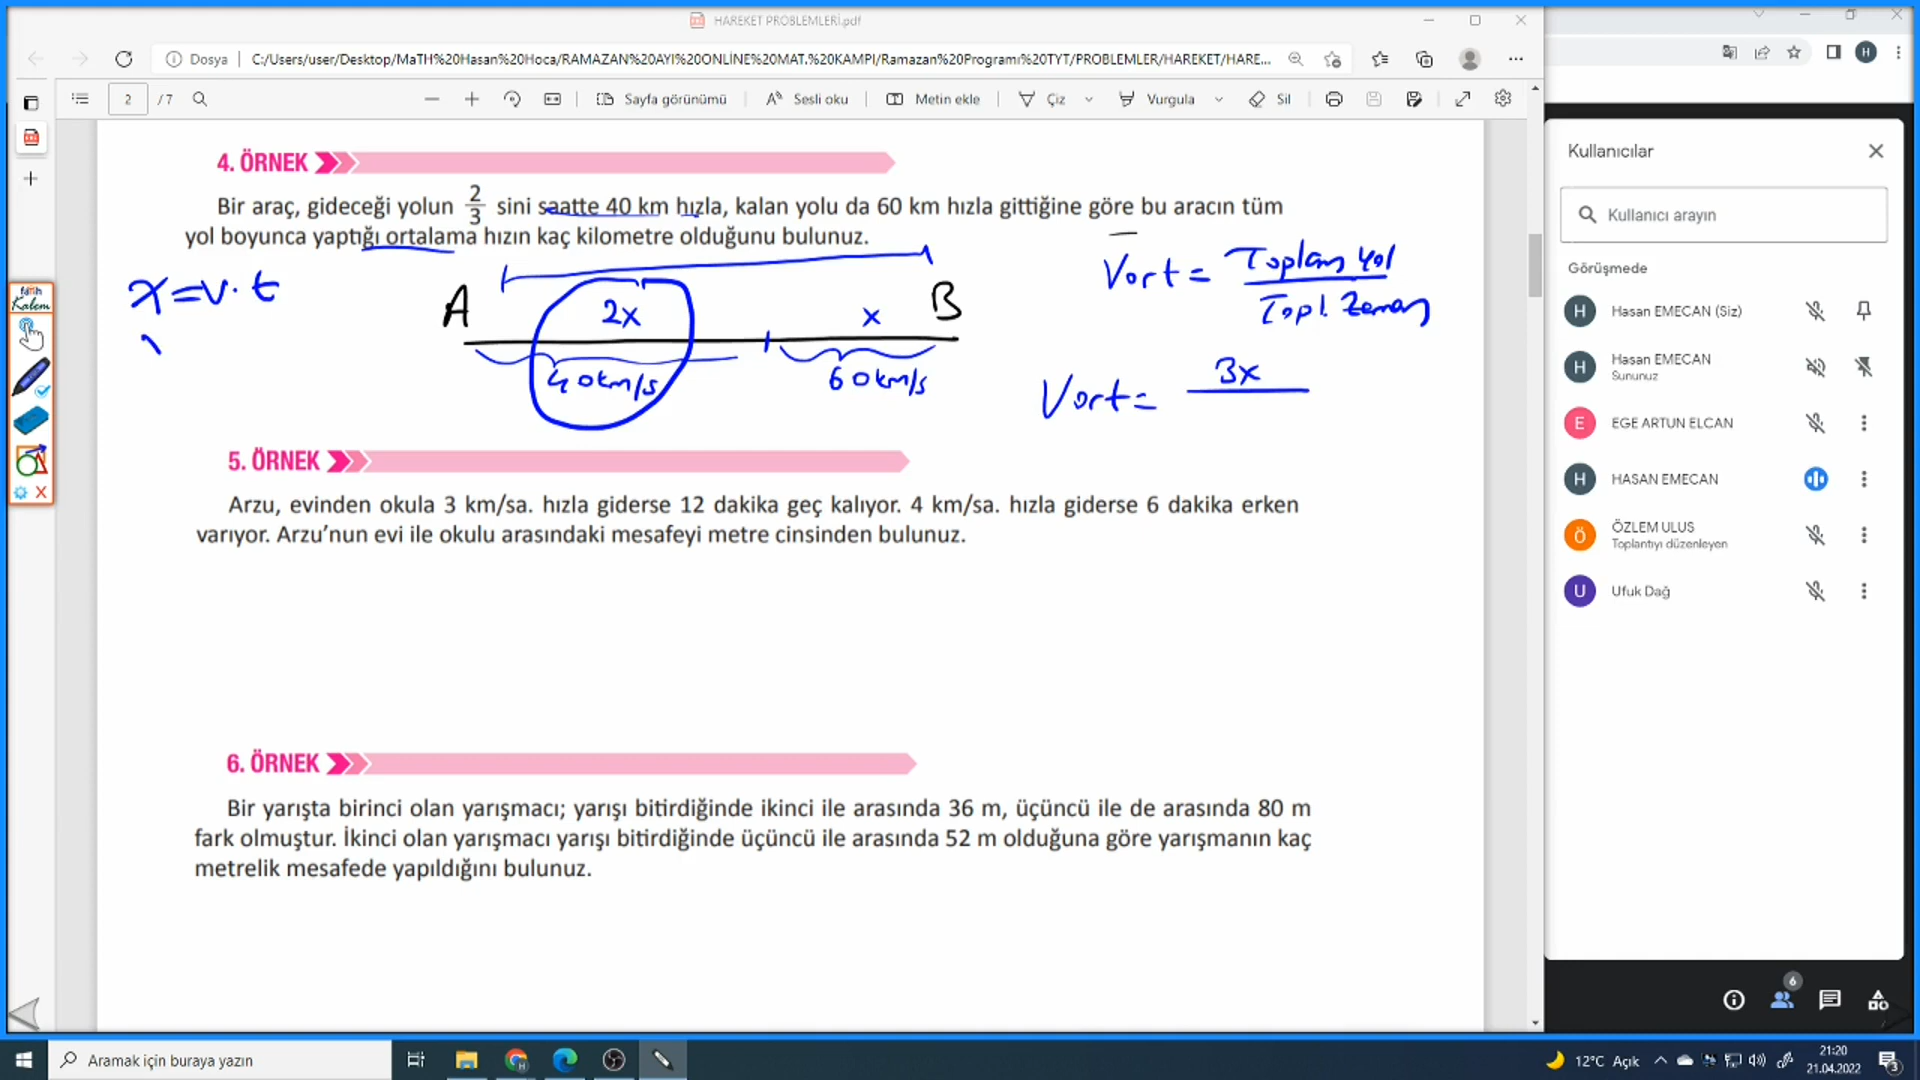 HAREKET PROBLEMLERİ.pdf
Dosya C:/Users/user/Desktop/MaTH%20Hasan%20Hoca/RAMAZAN%20AYI%20ONLİNE%20MAT.%20KAMPI/Ramazan%20Programı%20TYT/PROBLEMLER/HAREKET/HARE...
2 /7 Sayfa görünümü Sesli oku Metin ekle Çiz Vurgula Sil
4. ÖRNEK
Bir araç, gideceği yolun 2/3 sini saatte 40 km hızla, kalan yolu da 60 km hızla gittiğine göre bu aracın tüm
yol boyunca yaptığı ortalama hızın kaç kilometre olduğunu bulunuz.
x=v.t
A 2x x B
40km/s 60km/s
Vort = Toplam yol
Topl. Zaman
Vort= 3x
5. ÖRNEK
Arzu, evinden okula 3 km/sa. hızla giderse 12 dakika geç kalıyor. 4 km/sa. hızla giderse 6 dakika erken
varıyor. Arzu’nun evi ile okulu arasındaki mesafeyi metre cinsinden bulunuz.
6. ÖRNEK
Bir yarışta birinci olan yarışmacı; yarışı bitirdiğinde ikinci ile arasında 36 m, üçüncü ile de arasında 80 m
fark olmuştur. İkinci olan yarışmacı yarışı bitirdiğinde üçüncü ile arasında 52 m olduğuna göre yarışmanın kaç
metrelik mesafede yapıldığını bulunuz.
fatih
Kalem
Kullanıcılar
Kullanıcı arayın
Görüşmede
H Hasan EMECAN (Siz)
H Hasan EMECAN
Sununuz
E EGE ARTUN ELCAN
H HASAN EMECAN
Ö ÖZLEM ULUS
Toplantıyı düzenleyen
U Ufuk Dağ
6
Aramak için buraya yazın
12°C Açık
21:20
21.04.2022
3